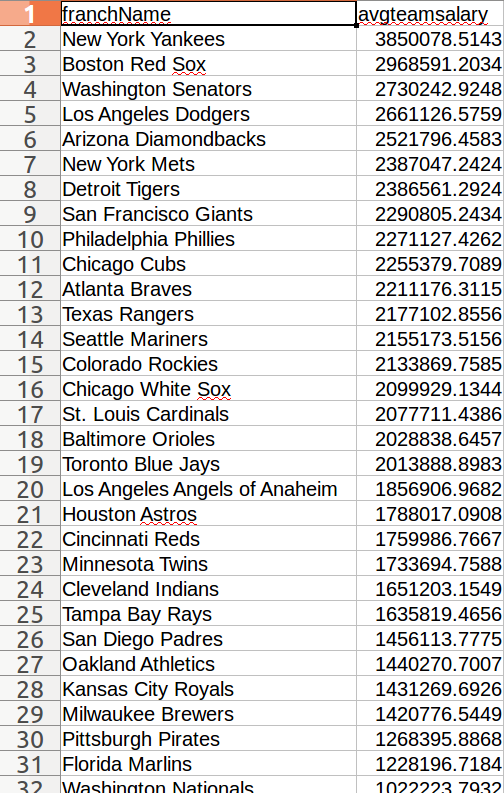 1 franchName avgteamsalary
2 New York Yankees 3850078.5143
3 Boston Red Sox 2968591.2034
4 Washington Senators 2730242.9248
5 Los Angeles Dodgers 2661126.5759
6 Arizona Diamondbacks 2521796.4583
7 New York Mets 2387047.2424
8 Detroit Tigers 2386561.2924
9 San Francisco Giants 2290805.2434
10 Philadelphia Phillies 2271127.4262
11 Chicago Cubs 2255379.7089
12 Atlanta Braves 2211176.3115
13 Texas Rangers 2177102.8556
14 Seattle Mariners 2155173.5156
15 Colorado Rockies 2133869.7585
16 Chicago White Sox 2099929.1344
17 St. Louis Cardinals 2077711.4386
18 Baltimore Orioles 2028838.6457
19 Toronto Blue Jays 2013888.8983
20 Los Angeles Angels of Anaheim 1856906.9682
21 Houston Astros 1788017.0908
22 Cincinnati Reds 1759986.7667
23 Minnesota Twins 1733694.7588
24 Cleveland Indians 1651203.1549
25 Tampa Bay Rays 1635819.4656
26 San Diego Padres 1456113.7775
27 Oakland Athletics 1440270.7007
28 Kansas City Royals 1431269.6926
29 Milwaukee Brewers 1420776.5449
30 Pittsburgh Pirates 1268395.8868
31 Florida Marlins 1228196.7184
32 Washington Nationals 1022223.7932